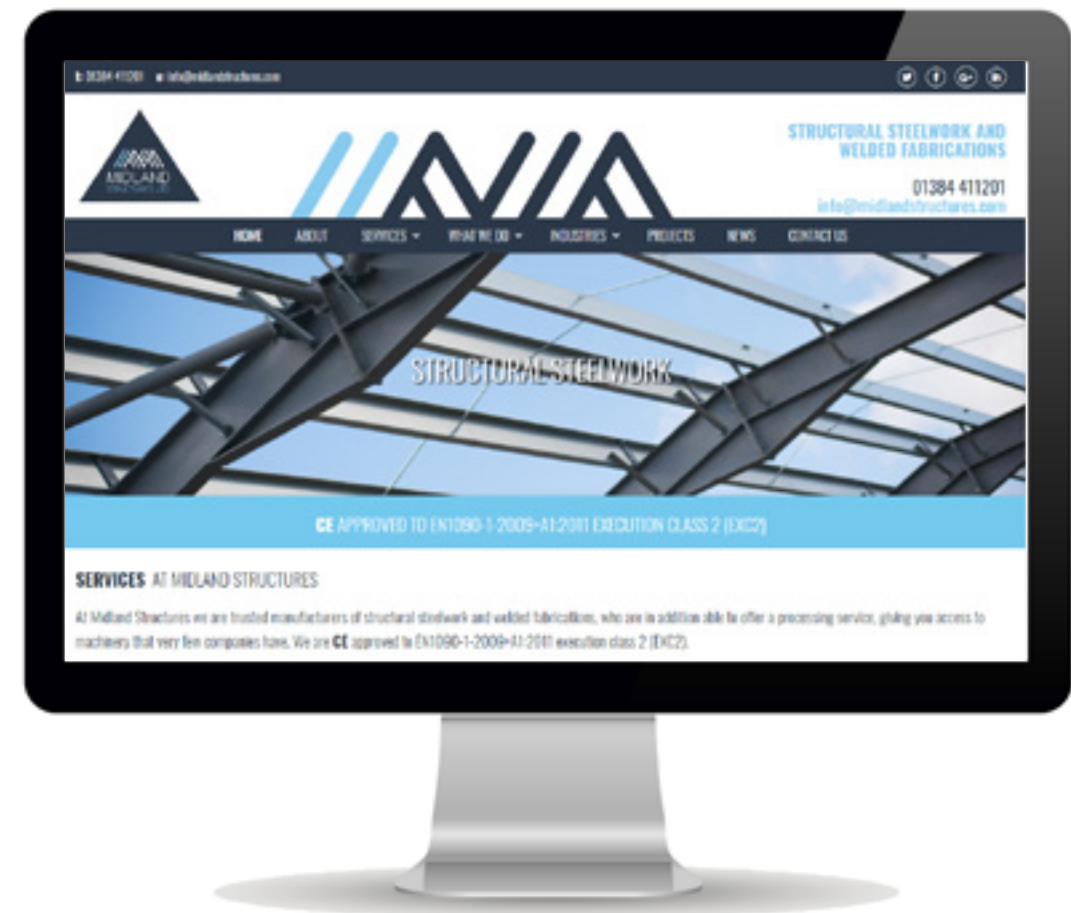 t: 01384 411201 e: info@midlandstructures.com
MIDLAND
STRUCTURAL STEELWORK AND
WELDED FABRICATIONS
01384 411201
info@midlandstructures.com
HOME ABOUT SERVICES WHAT WE DO INDUSTRIES PROJECTS NEWS CONTACT US
STRUCTURAL STEELWORK
CE APPROVED TO EN1090-1-2009+A1:2011 EXECUTION CLASS 2 (EXC2)
SERVICES AT MIDLAND STRUCTURES
At Midland Structures we are trusted manufacturers of structural steelwork and welded fabrications, who are in addition able to offer a processing service, giving you access to
machinery that very few companies have. We are CE approved to EN1090-1-2009+A1:2011 execution class 2 (EXC2).